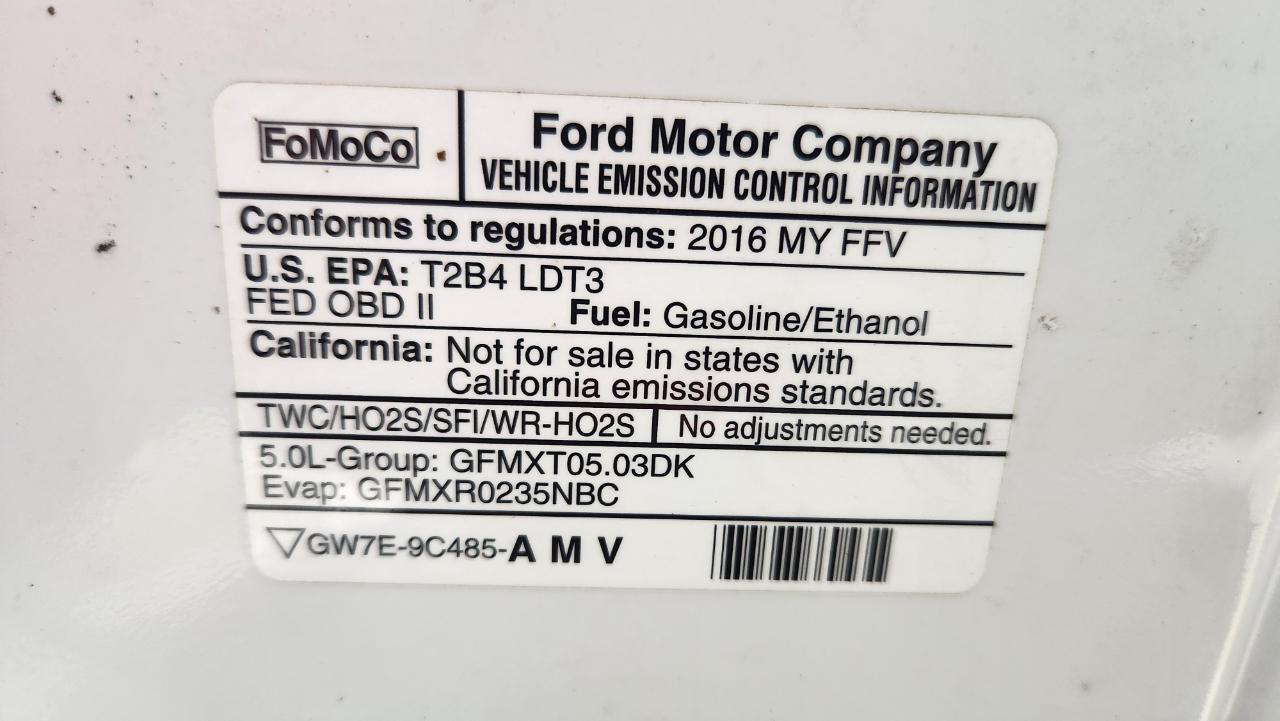 FoMoCo
Ford Motor Company
VEHICLE EMISSION CONTROL INFORMATION
Conforms to regulations: 2016 MY FFV
U.S. EPA: T2B4 LDT3
FED OBD II Fuel: Gasoline/Ethanol
California: Not for sale in states with
California emissions standards.
TWC/HO2S/SFI/WR-HO2S No adjustments needed.
5.0L-Group: GFMXT05.03DK
Evap: GFMXR0235NBC
GW7E-9C485-A M V